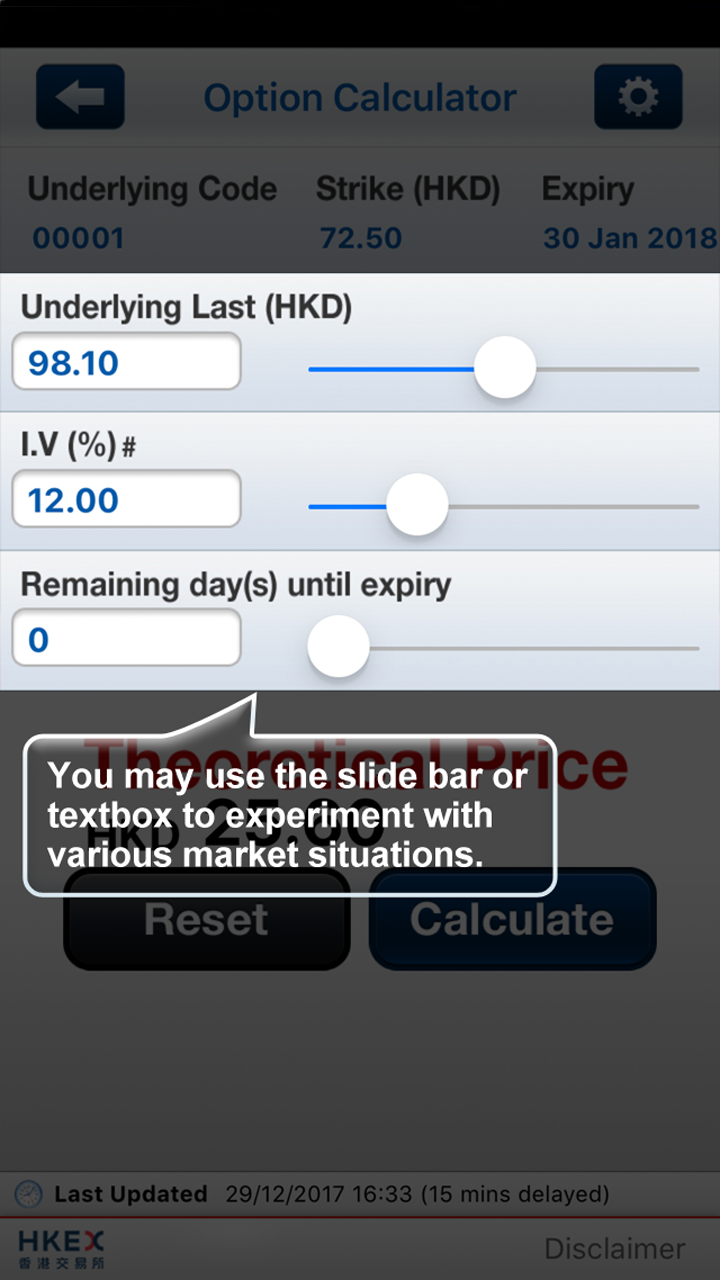 Option Calculator
Underlying Code Strike (HKD) Expiry
00001 72.50 30 Jan 2018
Underlying Last (HKD)
98.10
I.V (%) #
12.00
Remaining day(s) until expiry
0
Theoretical Price
HKD 25.60
You may use the slide bar or
textbox to experiment with
various market situations.
Reset Calculate
Last Updated 29/12/2017 16:33 (15 mins delayed)
HKEX
香港交易所
Disclaimer